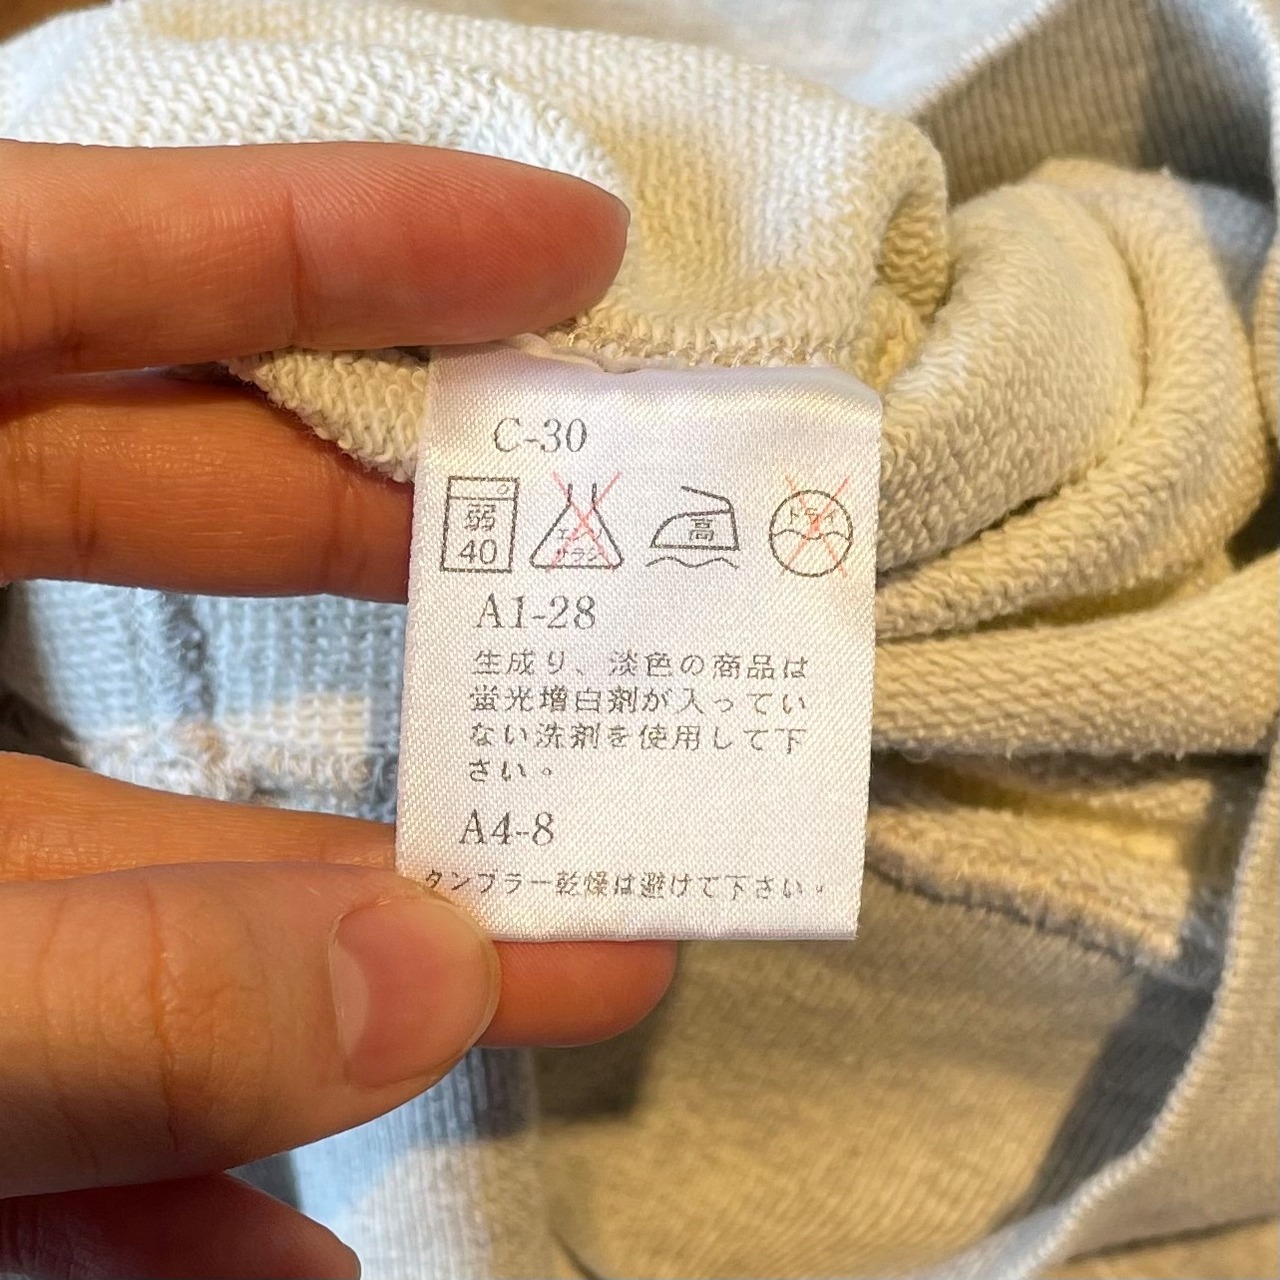 C-30
弱 40 エンソ サラシ 高 ドライ
A1-28
生成り、淡色の商品は
蛍光増白剤が入ってい
ない洗剤を使用して下
さい。
A4-8
タンブラー乾燥は避けて下さい。